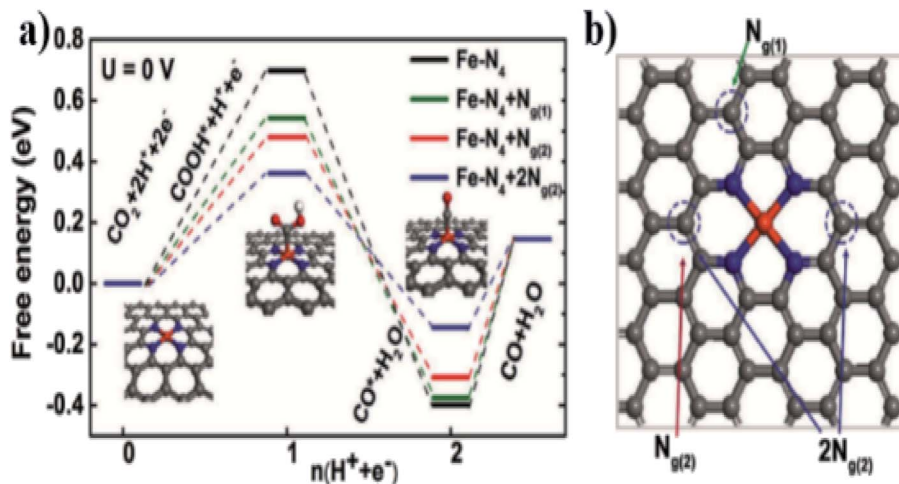 a)
U = 0 V
Fe-N4
Fe-N4+Ng(1)
Fe-N4+Ng(2)
Fe-N4+2Ng(2)
CO2+2H+2e-
COOH*+H+e-
CO*+H2O
CO+H2O
0.8
0.6
0.4
0.2
0.0
-0.2
-0.4
Free energy (eV)
0
1
2
n(H++e-)
b)
Ng(1)
Ng(2)
2Ng(2)